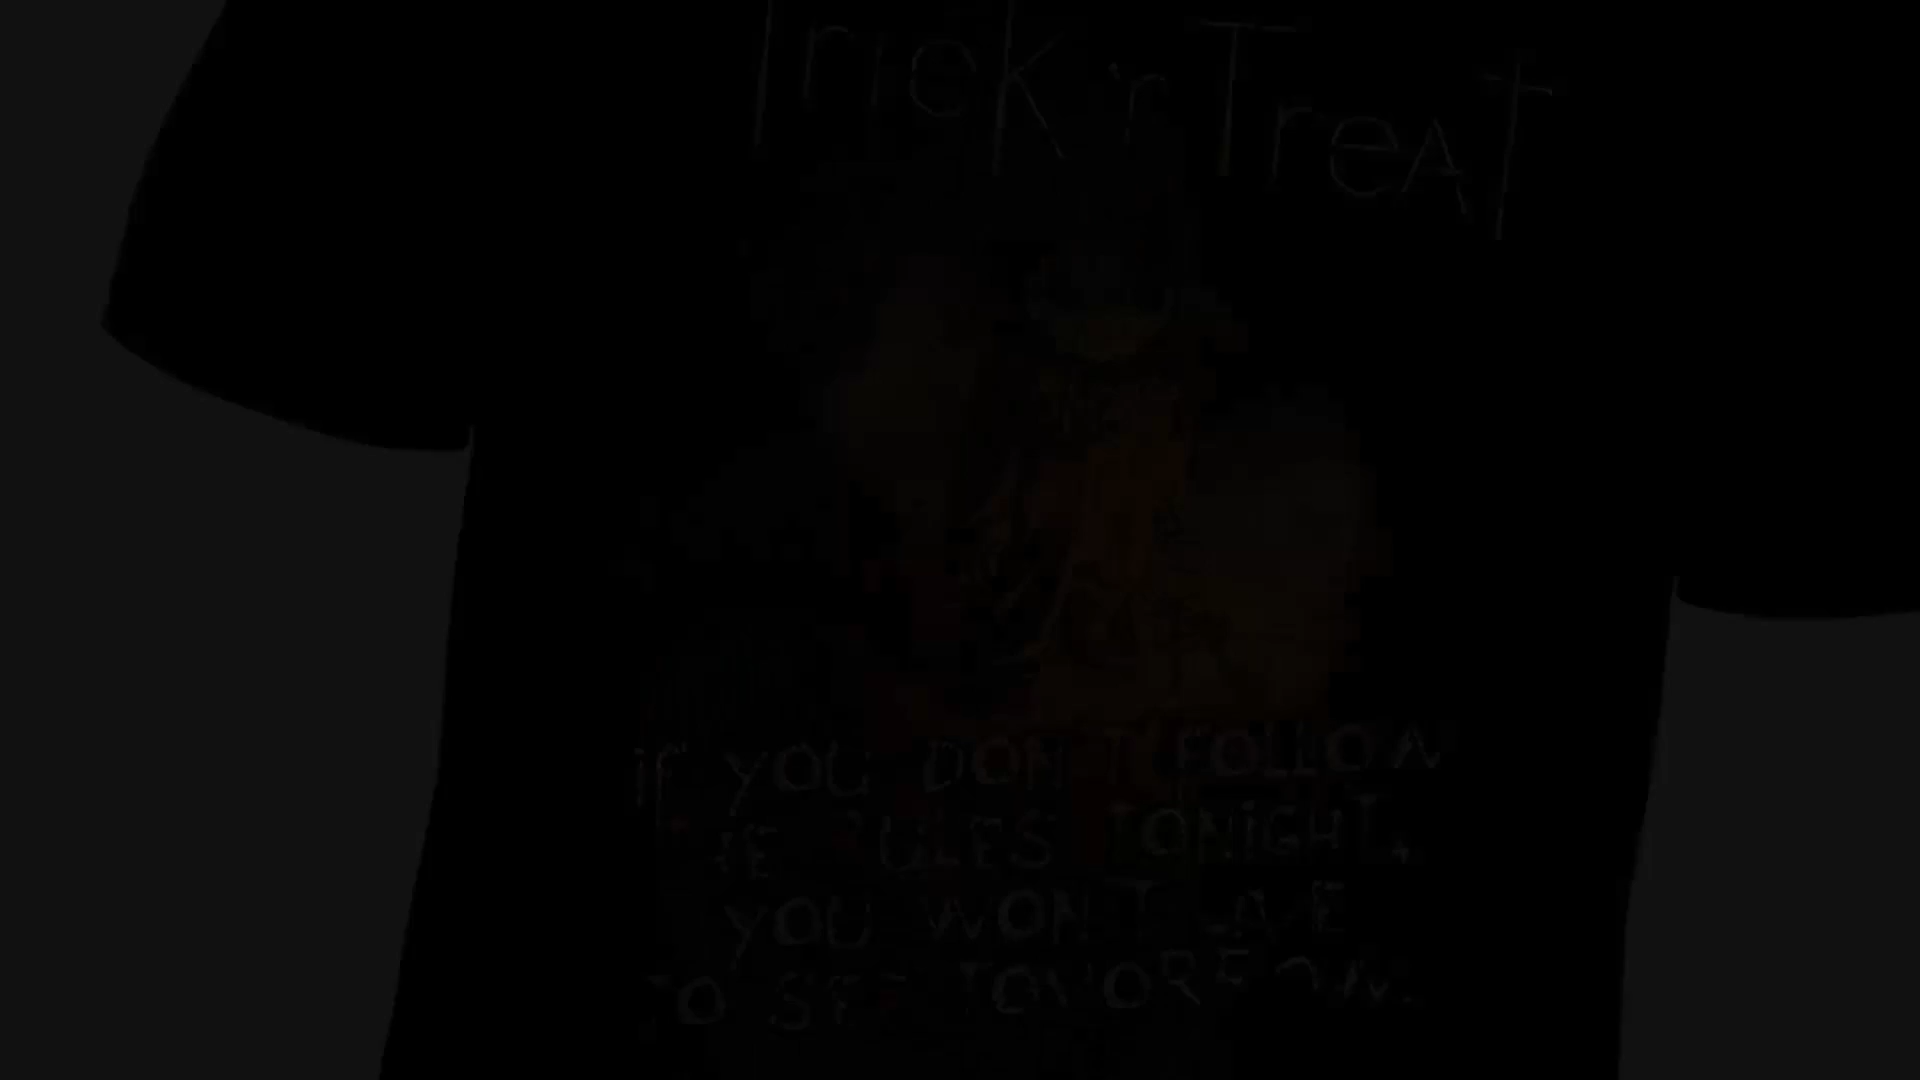 Trick 'n TreAT
if you DON'T FOLLOW
THE RULES TONIGHT,
you WON'T LIVE
TO SEE TOMORROW.